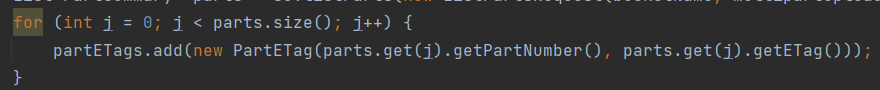 for (int j = 0; j < parts.size(); j++) {
partETags.add(new PartETag(parts.get(j).getPartNumber(), parts.get(j).getETag()));
}